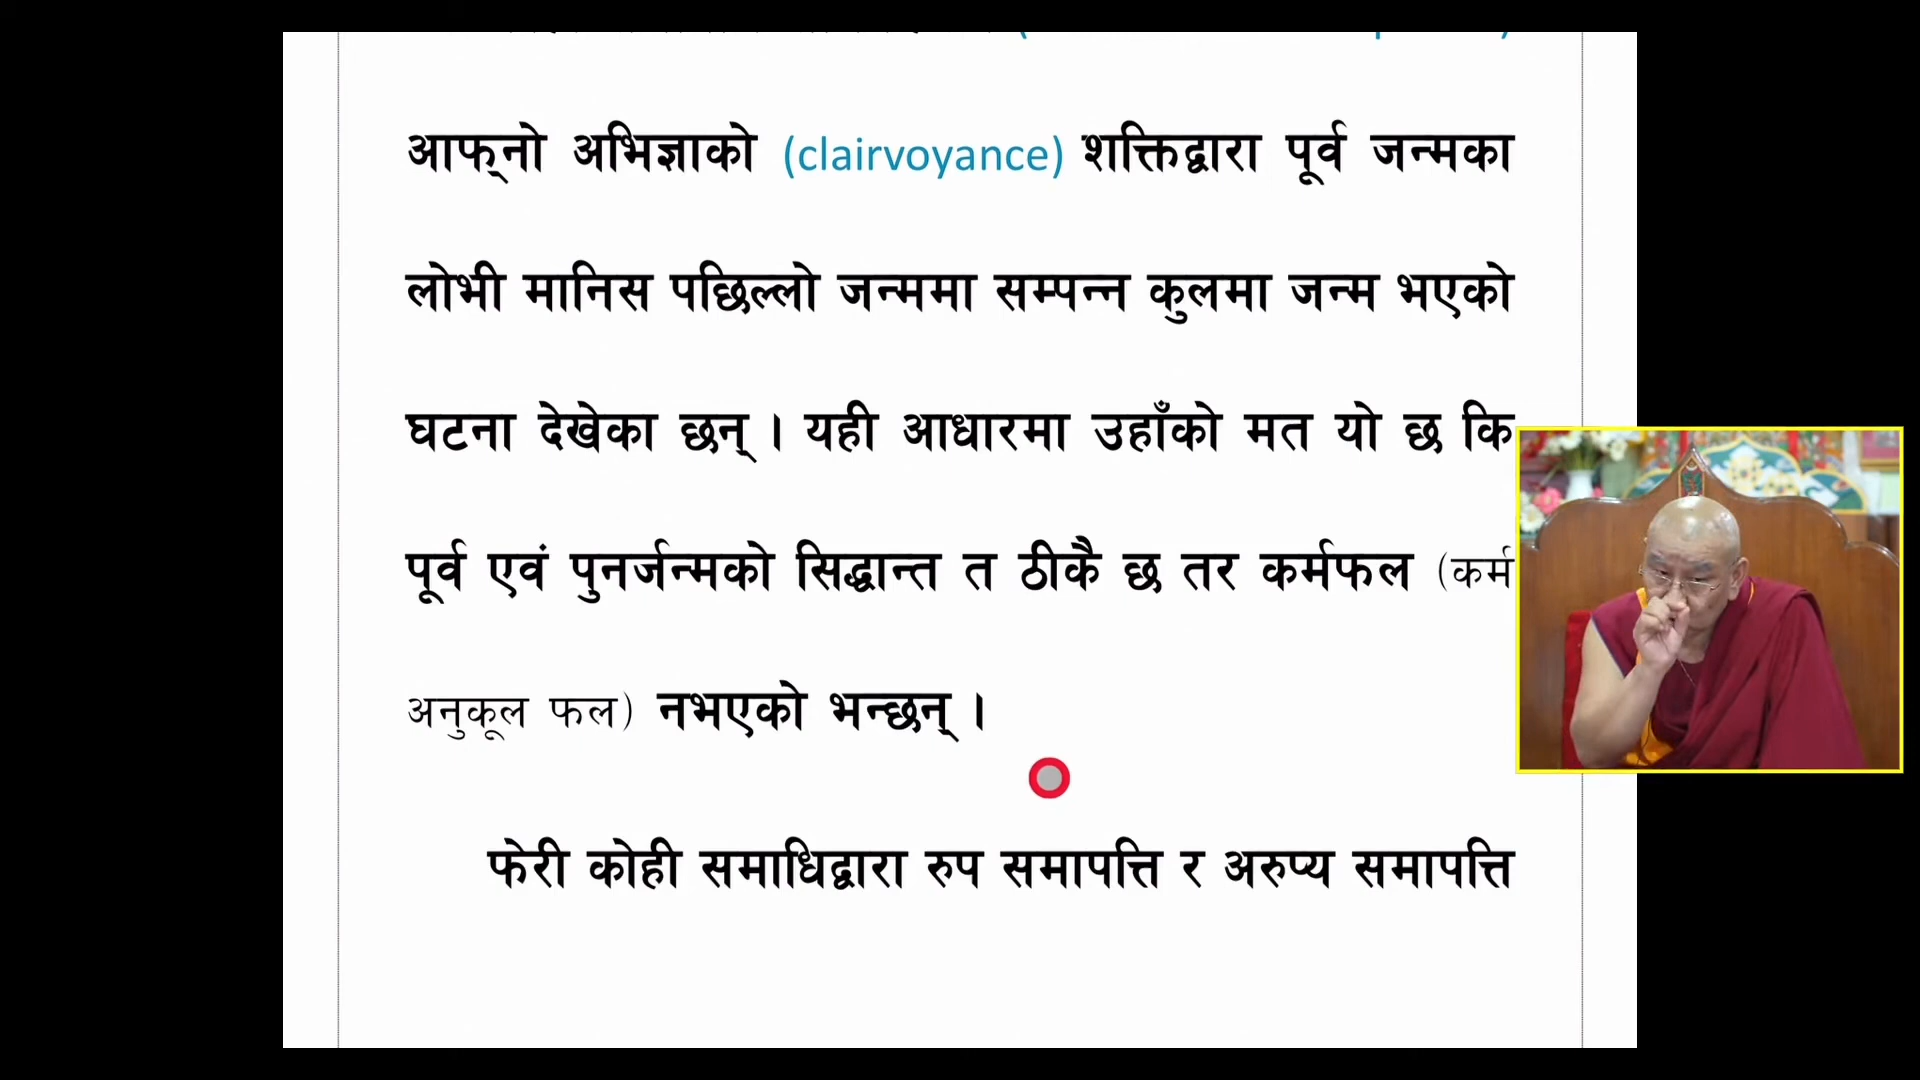 आफ्‌नो अभिज्ञाको (clairvoyance) शक्तिद्वारा पूर्व जन्मका
लोभी मानिस पछिल्लो जन्ममा सम्पन्न कुलमा जन्म भएको
घटना देखेका छन् । यही आधारमा उहाँको मत यो छ कि
पूर्व एवं पुनर्जन्मको सिद्धान्त त ठीकै छ तर कर्मफल (कर्म
अनुकूल फल) नभएको भन्छन् ।
फेरी कोही समाधिद्वारा रुप समापत्ति र अरुप्य समापत्ति